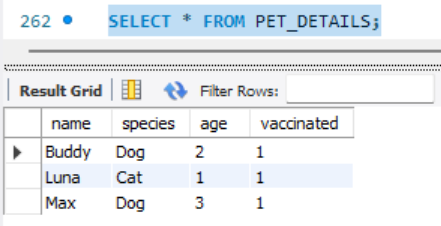 262 SELECT * FROM PET_DETAILS;
Result Grid Filter Rows:
name species age vaccinated
Buddy Dog 2 1
Luna Cat 1 1
Max Dog 3 1